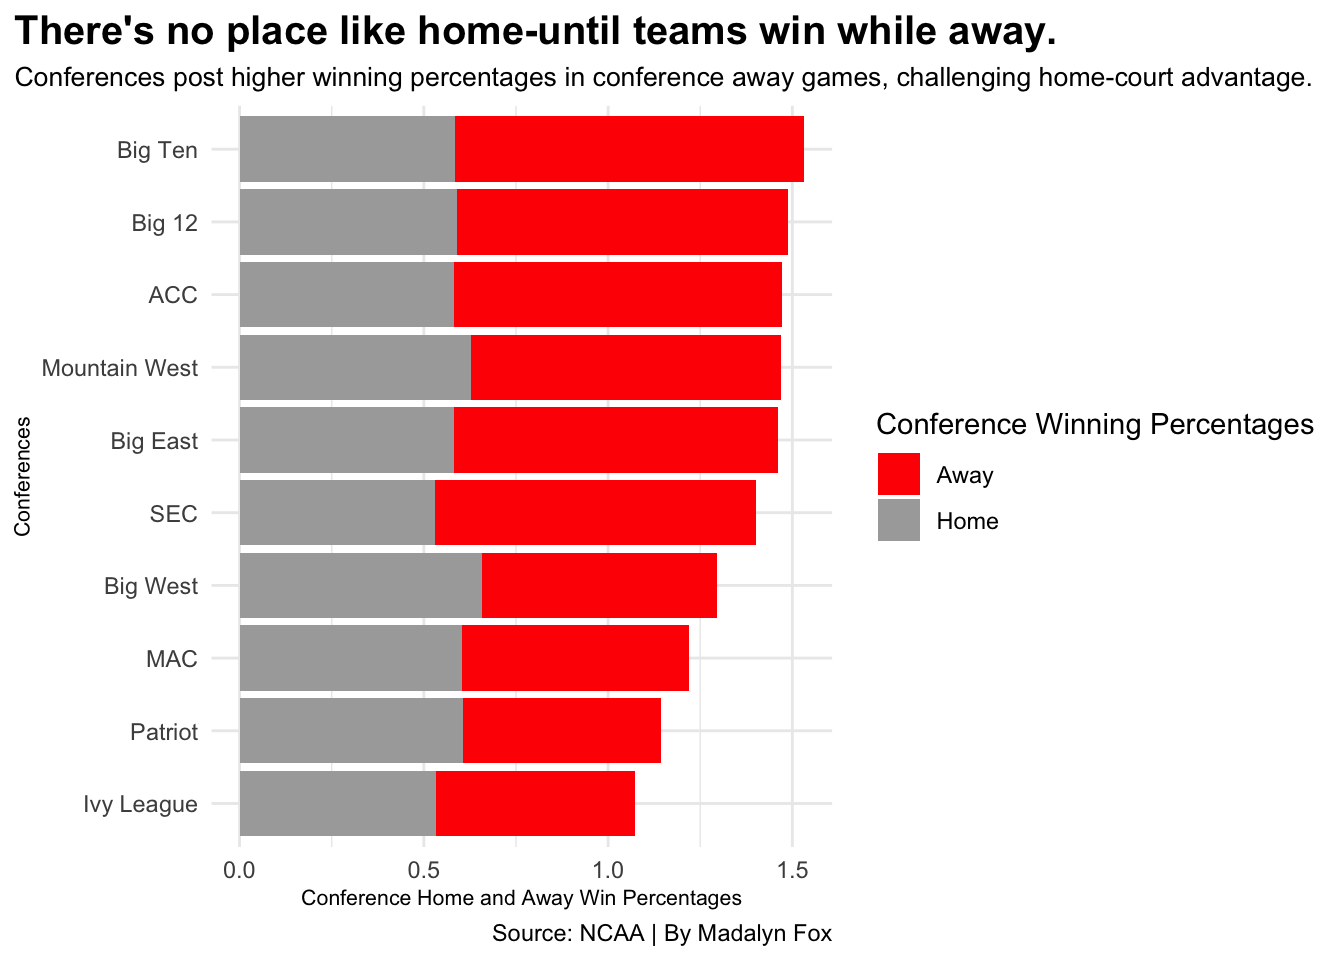 There's no place like home-until teams win while away.
Conferences post higher winning percentages in conference away games, challenging home-court advantage.
Big Ten
Big 12
ACC
Mountain West
Big East
SEC
Big West
MAC
Patriot
Ivy League
Conferences
0.0 0.5 1.0 1.5
Conference Home and Away Win Percentages
Conference Winning Percentages
Away
Home
Source: NCAA | By Madalyn Fox